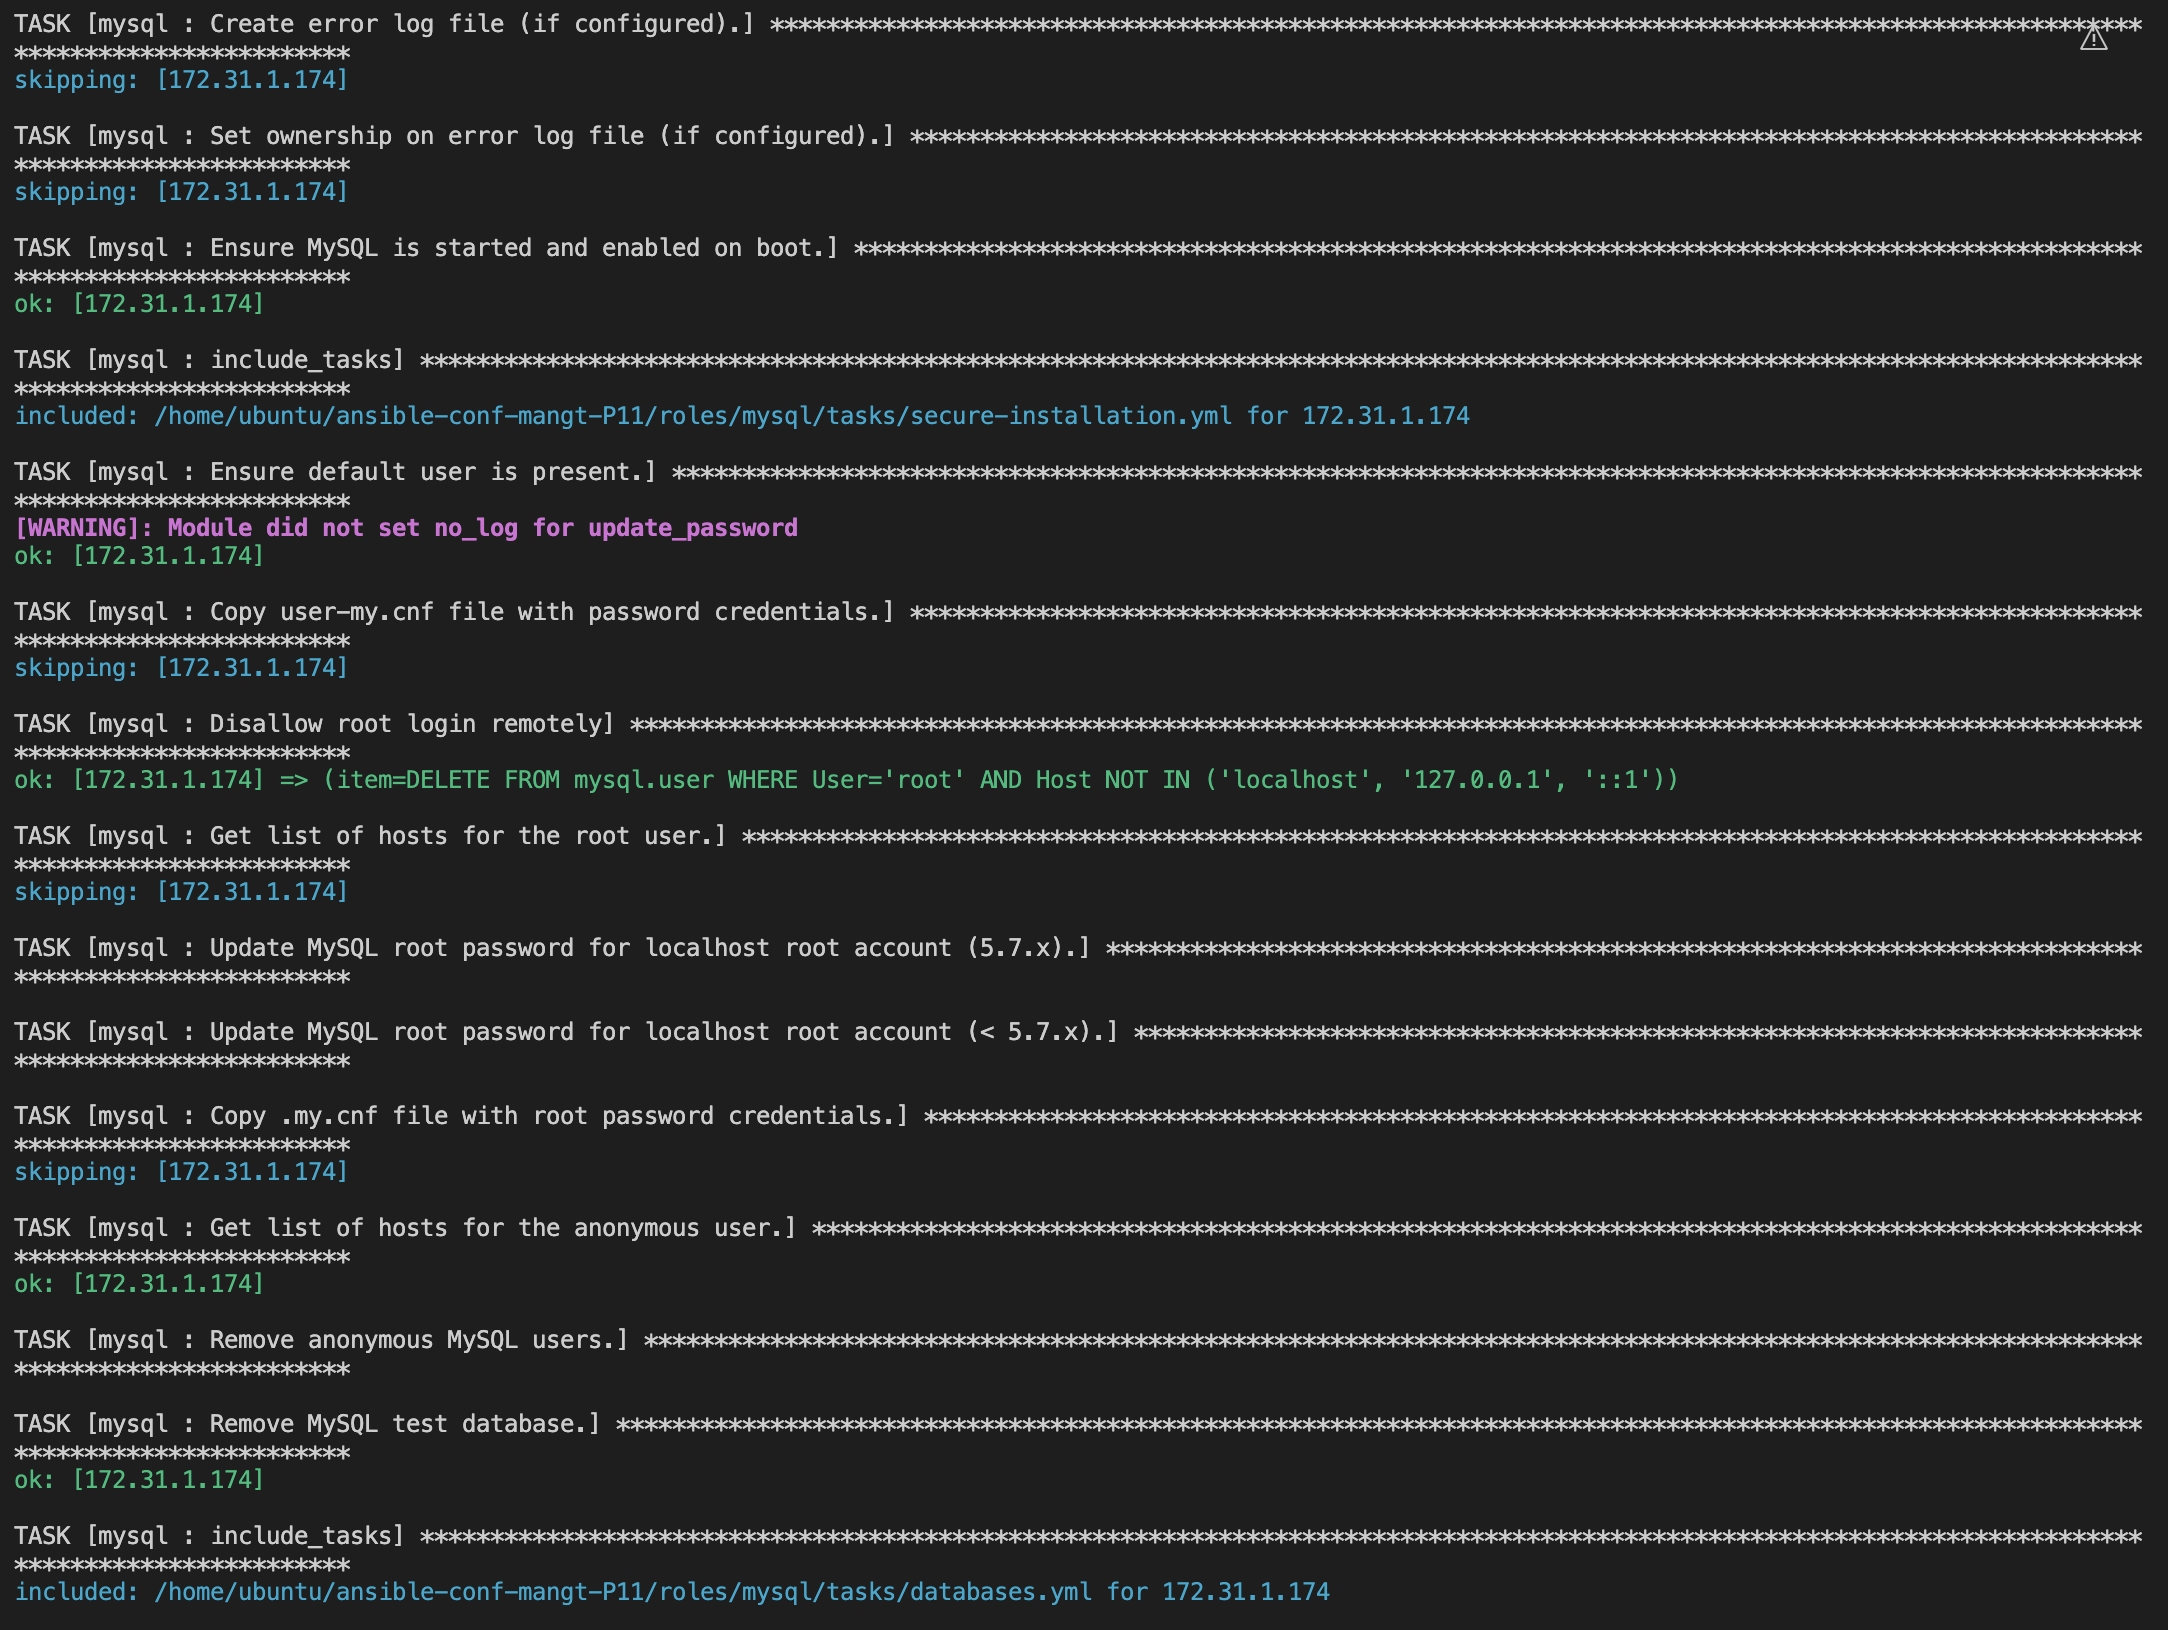 TASK [mysql : Create error log file (if configured).] **************************************************************************************************
************************
skipping: [172.31.1.174]
TASK [mysql : Set ownership on error log file (if configured).] ****************************************************************************************
************************
skipping: [172.31.1.174]
TASK [mysql : Ensure MySQL is started and enabled on boot.] ********************************************************************************************
************************
ok: [172.31.1.174]
TASK [mysql : include_tasks] ***************************************************************************************************************************
************************
included: /home/ubuntu/ansible-conf-mangt-P11/roles/mysql/tasks/secure-installation.yml for 172.31.1.174
TASK [mysql : Ensure default user is present.] *********************************************************************************************************
************************
[WARNING]: Module did not set no_log for update_password
ok: [172.31.1.174]
TASK [mysql : Copy user-my.cnf file with password credentials.] ****************************************************************************************
************************
skipping: [172.31.1.174]
TASK [mysql : Disallow root login remotely] ************************************************************************************************************
************************
ok: [172.31.1.174] => (item=DELETE FROM mysql.user WHERE User='root' AND Host NOT IN ('localhost', '127.0.0.1', '::1'))
TASK [mysql : Get list of hosts for the root user.] ****************************************************************************************************
************************
skipping: [172.31.1.174]
TASK [mysql : Update MySQL root password for localhost root account (5.7.x).] **************************************************************************
************************
TASK [mysql : Update MySQL root password for localhost root account (< 5.7.x).] ************************************************************************
************************
TASK [mysql : Copy .my.cnf file with root password credentials.] ***************************************************************************************
************************
skipping: [172.31.1.174]
TASK [mysql : Get list of hosts for the anonymous user.] ***********************************************************************************************
************************
ok: [172.31.1.174]
TASK [mysql : Remove anonymous MySQL users.] ***********************************************************************************************************
************************
TASK [mysql : Remove MySQL test database.] *************************************************************************************************************
************************
ok: [172.31.1.174]
TASK [mysql : include_tasks] ***************************************************************************************************************************
************************
included: /home/ubuntu/ansible-conf-mangt-P11/roles/mysql/tasks/databases.yml for 172.31.1.174